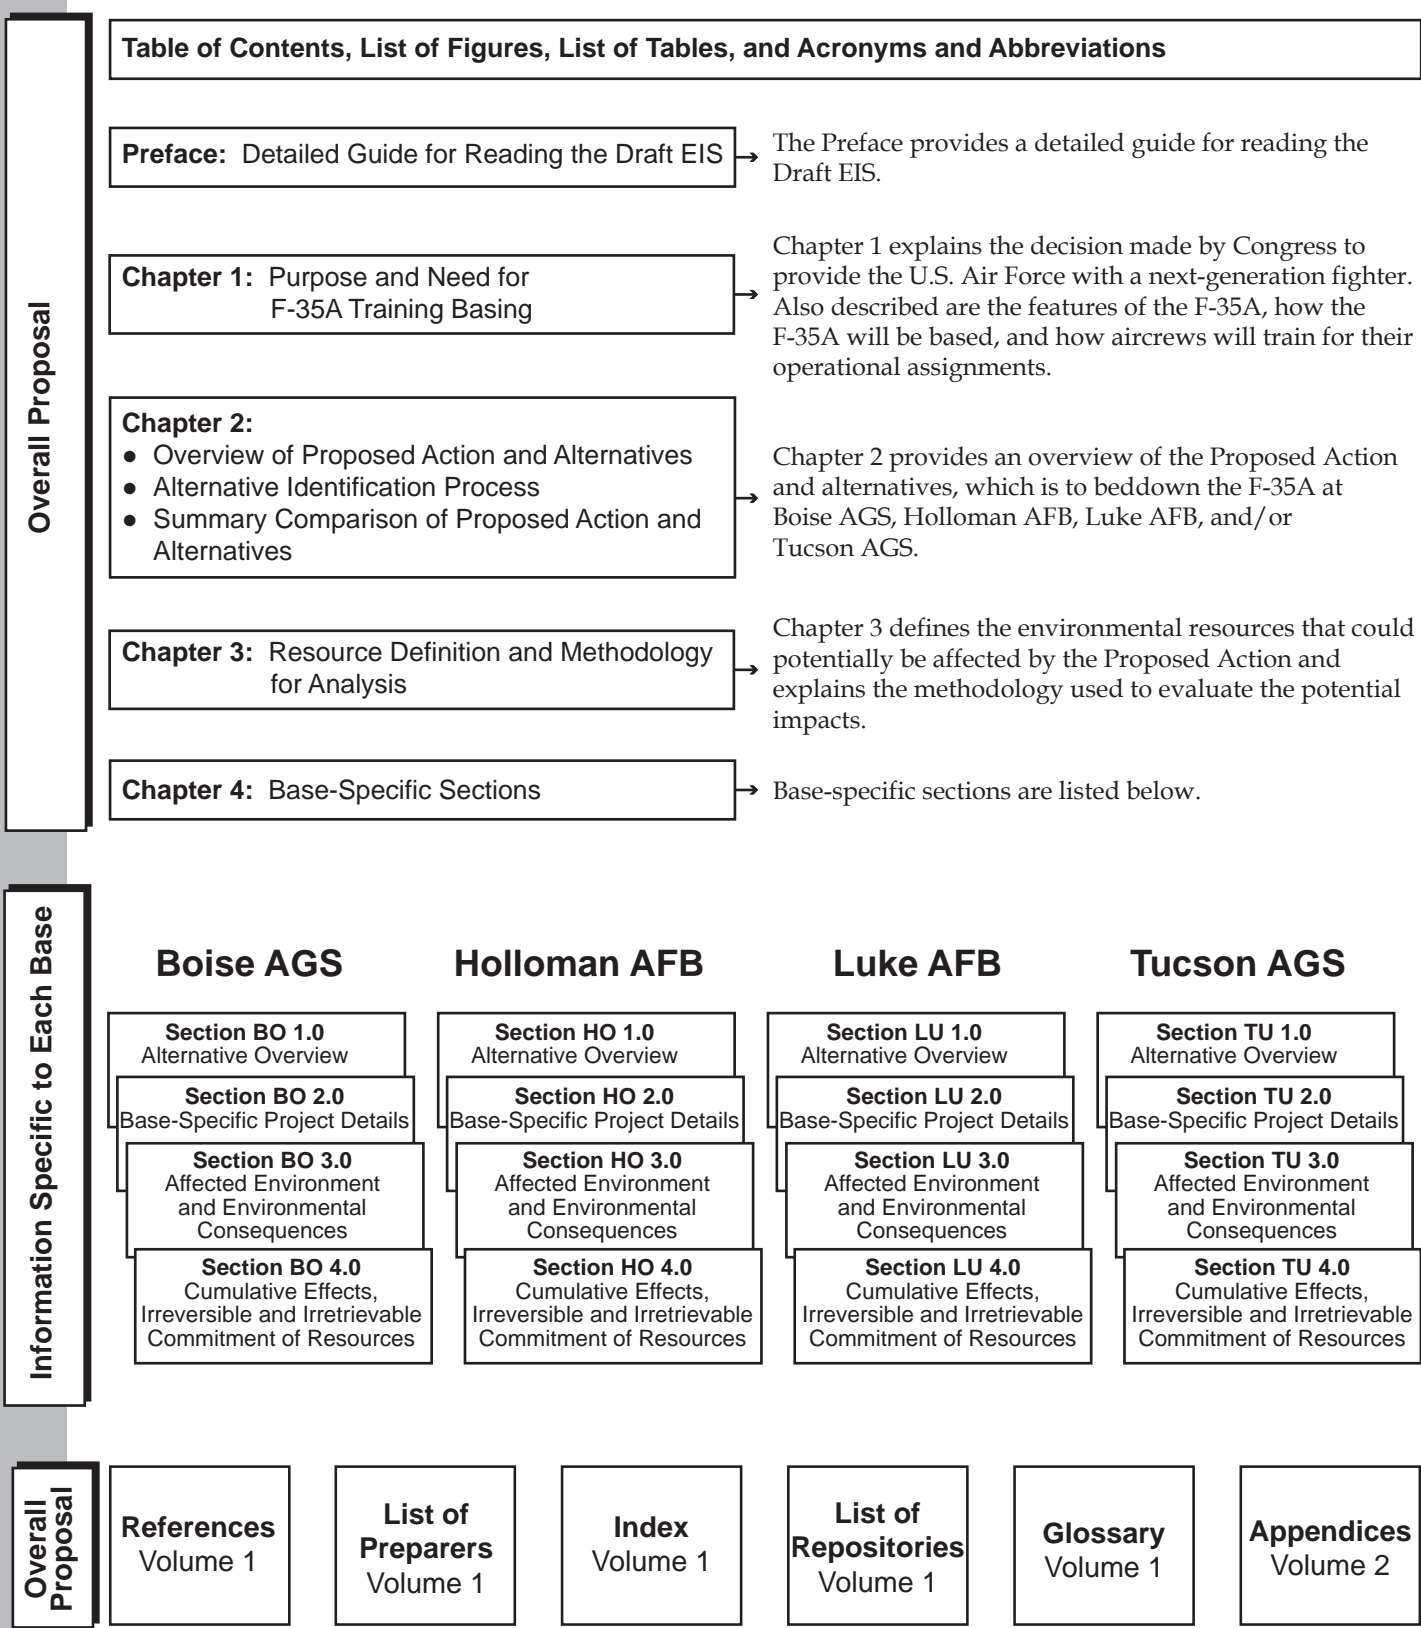 Overall Proposal
Table of Contents, List of Figures, List of Tables, and Acronyms and Abbreviations
Preface: Detailed Guide for Reading the Draft EIS
The Preface provides a detailed guide for reading the
Draft EIS.
Chapter 1: Purpose and Need for
F-35A Training Basing
Chapter 1 explains the decision made by Congress to
provide the U.S. Air Force with a next-generation fighter.
Also described are the features of the F-35A, how the
F-35A will be based, and how aircrews will train for their
operational assignments.
Chapter 2:
● Overview of Proposed Action and Alternatives
● Alternative Identification Process
● Summary Comparison of Proposed Action and
Alternatives
Chapter 2 provides an overview of the Proposed Action
and alternatives, which is to beddown the F-35A at
Boise AGS, Holloman AFB, Luke AFB, and/or
Tucson AGS.
Chapter 3: Resource Definition and Methodology
for Analysis
Chapter 3 defines the environmental resources that could
potentially be affected by the Proposed Action and
explains the methodology used to evaluate the potential
impacts.
Chapter 4: Base-Specific Sections
Base-specific sections are listed below.
Information Specific to Each Base
Boise AGS
Section BO 1.0
Alternative Overview
Section BO 2.0
Base-Specific Project Details
Section BO 3.0
Affected Environment
and Environmental
Consequences
Section BO 4.0
Cumulative Effects,
Irreversible and Irretrievable
Commitment of Resources
Holloman AFB
Section HO 1.0
Alternative Overview
Section HO 2.0
Base-Specific Project Details
Section HO 3.0
Affected Environment
and Environmental
Consequences
Section HO 4.0
Cumulative Effects,
Irreversible and Irretrievable
Commitment of Resources
Luke AFB
Section LU 1.0
Alternative Overview
Section LU 2.0
Base-Specific Project Details
Section LU 3.0
Affected Environment
and Environmental
Consequences
Section LU 4.0
Cumulative Effects,
Irreversible and Irretrievable
Commitment of Resources
Tucson AGS
Section TU 1.0
Alternative Overview
Section TU 2.0
Base-Specific Project Details
Section TU 3.0
Affected Environment
and Environmental
Consequences
Section TU 4.0
Cumulative Effects,
Irreversible and Irretrievable
Commitment of Resources
Overall
Proposal
References
Volume 1
List of
Preparers
Volume 1
Index
Volume 1
List of
Repositories
Volume 1
Glossary
Volume 1
Appendices
Volume 2